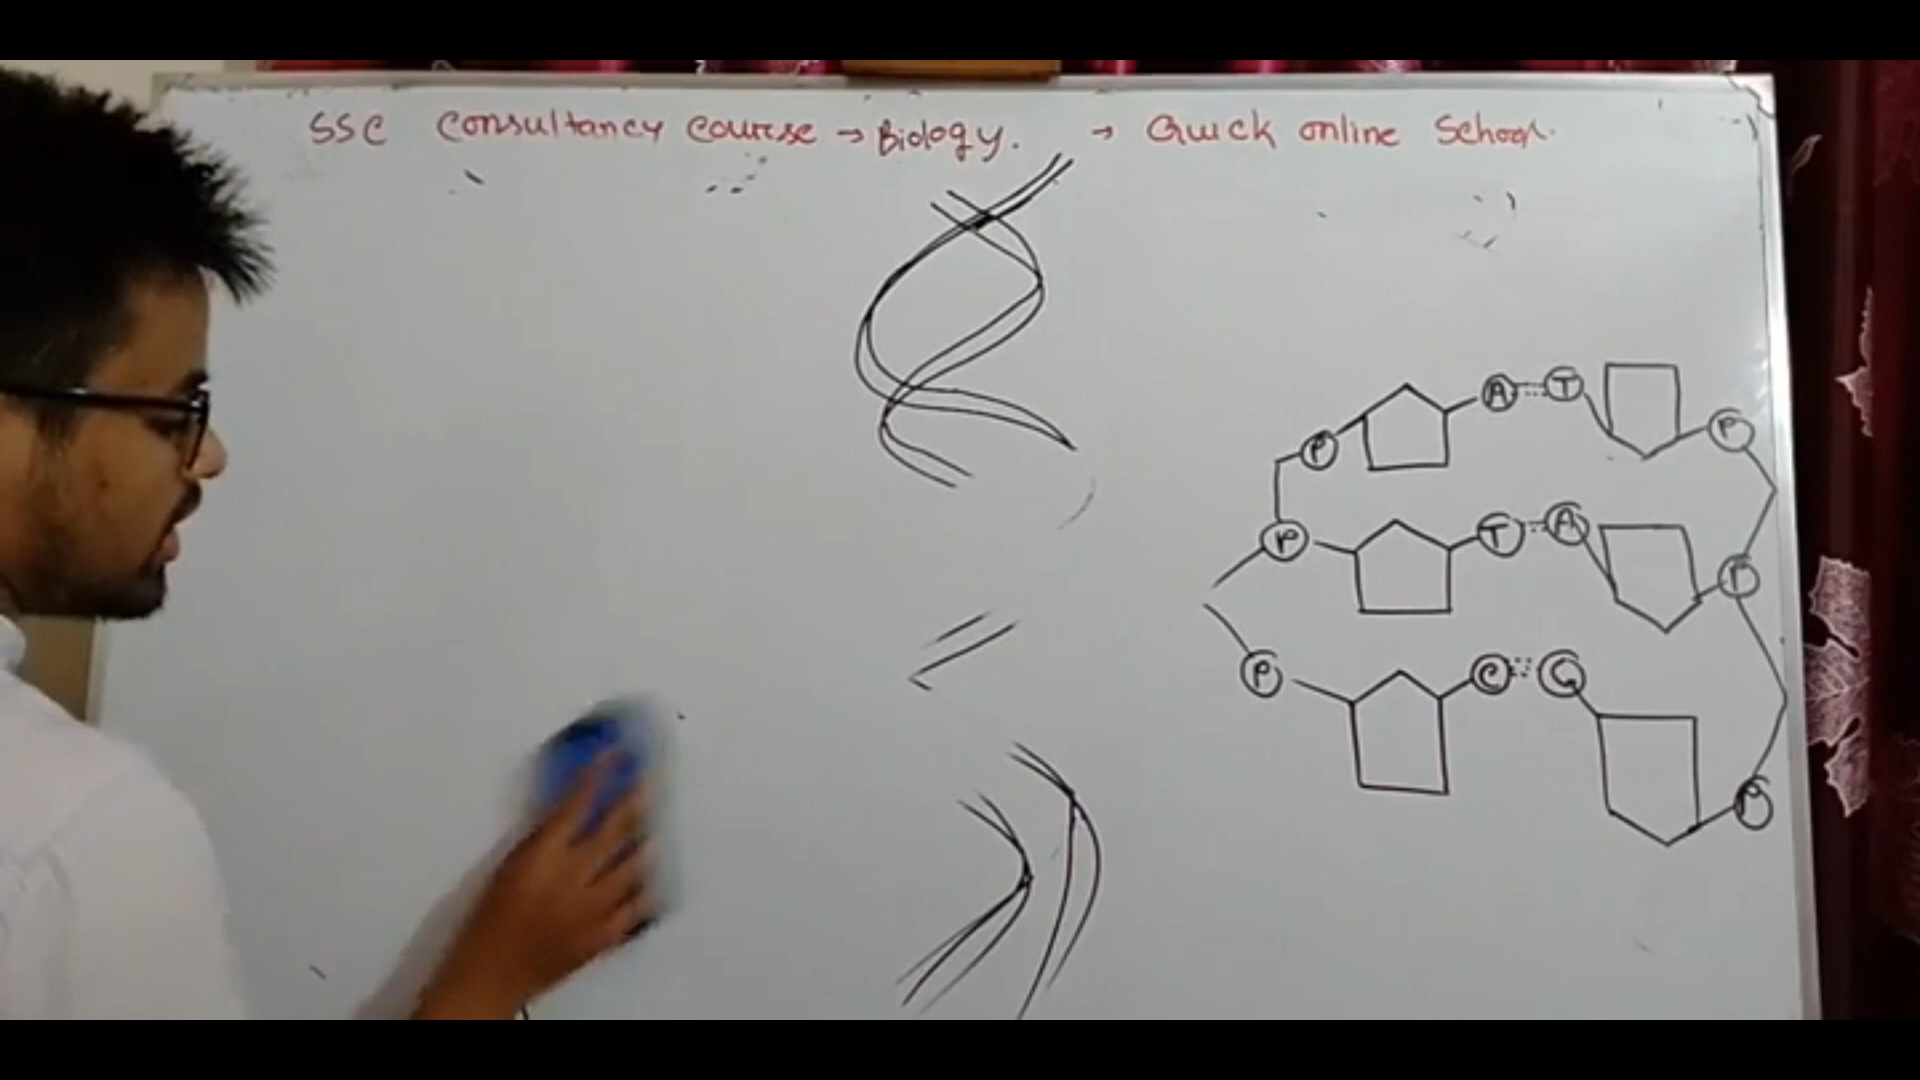 SSC Consultancy Course → Biology. → Quick online School.
P A T P
P T A P
P C G P